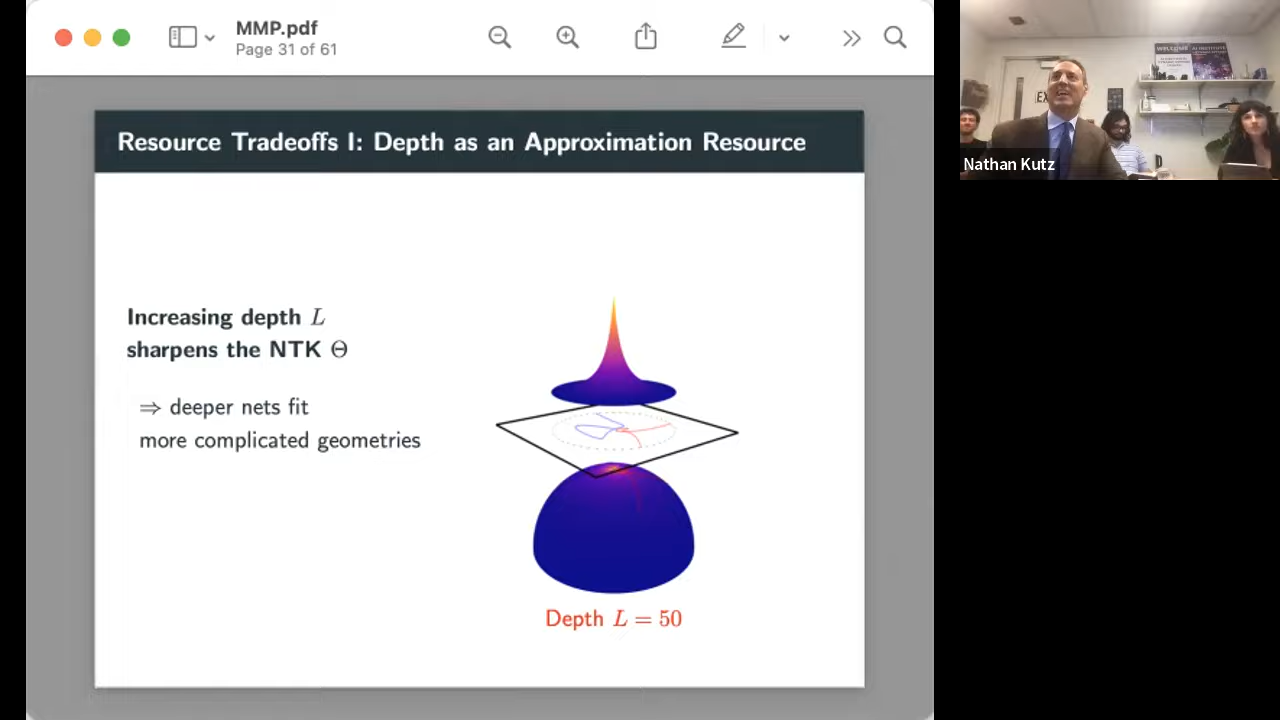 MMP.pdf
Page 31 of 61
Resource Tradeoffs I: Depth as an Approximation Resource
Increasing depth L
sharpens the NTK Θ
⇒ deeper nets fit
more complicated geometries
Depth L = 50
EX
Nathan Kutz